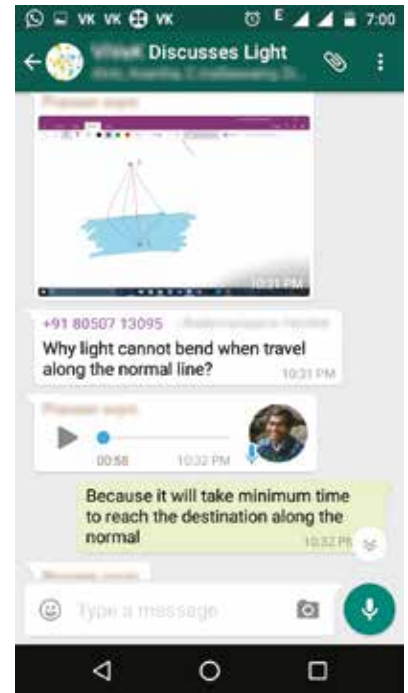 VK VK VK E 7:00
Discusses Light
10:31 PM
+91 80507 13095
Why light cannot bend when travel
along the normal line?
10:31 PM
00:58 10:32 PM
Because it will take minimum time
to reach the destination along the
normal
10:32 PM
Type a message